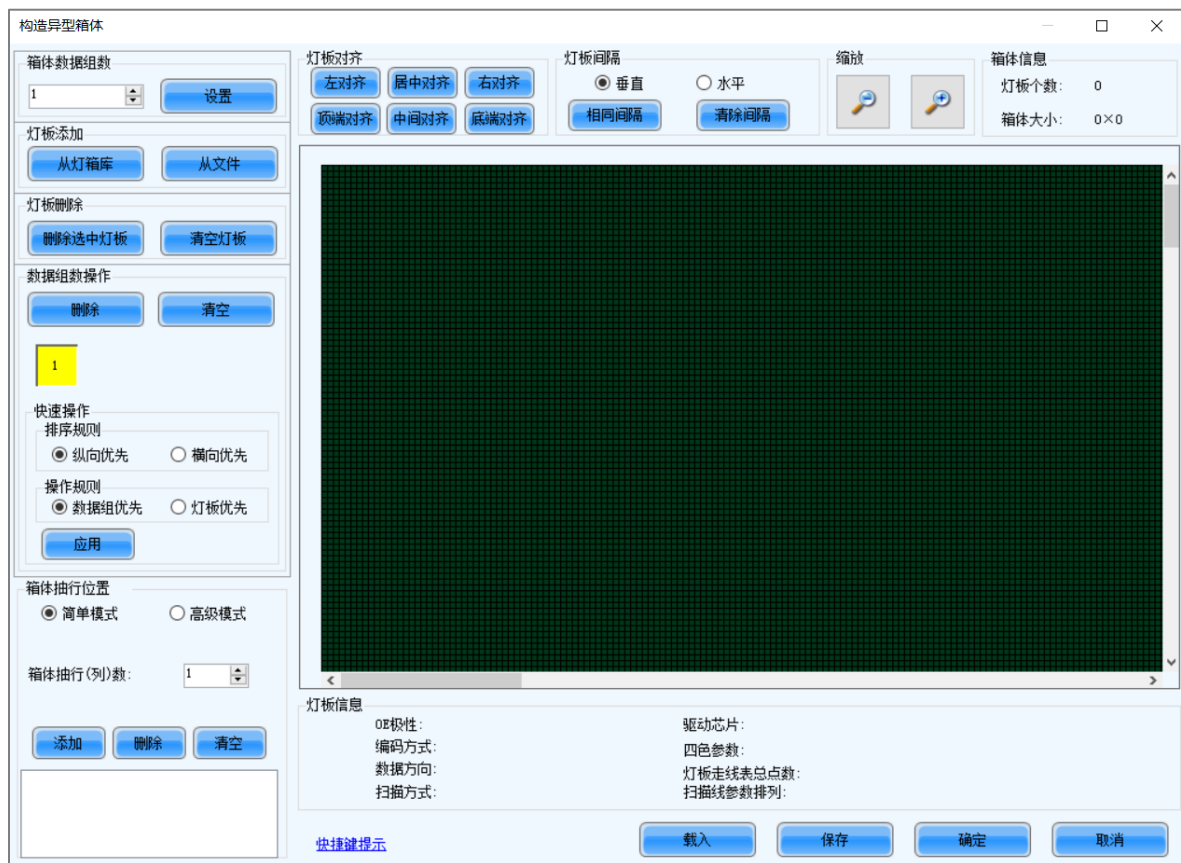 构造异型箱体
箱体数据组数
1
设置
灯板添加
从灯箱库
从文件
灯板删除
删除选中灯板
清空灯板
数据组数操作
删除
清空
1
快速操作
排序规则
纵向优先
横向优先
操作规则
数据组优先
灯板优先
应用
箱体抽行位置
简单模式
高级模式
箱体抽行(列)数:
1
添加
删除
清空
灯板对齐
左对齐
居中对齐
右对齐
顶端对齐
中间对齐
底端对齐
灯板间隔
垂直
水平
相同间隔
清除间隔
缩放
箱体信息
灯板个数: 0
箱体大小: 0×0
灯板信息
OE极性:
编码方式:
数据方向:
扫描方式:
驱动芯片:
四色参数:
灯板走线表总点数:
扫描线参数排列:
快捷键提示
载入
保存
确定
取消